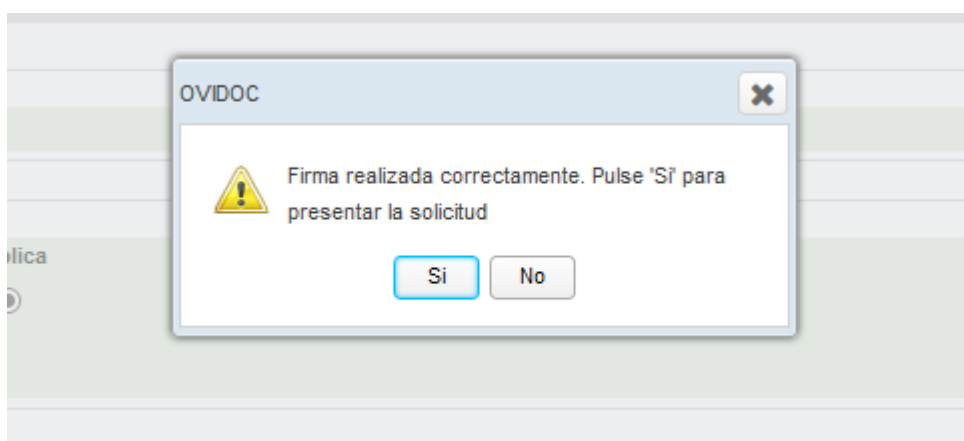 OVIDOC
Firma realizada correctamente. Pulse 'Si' para
presentar la solicitud
Si
No